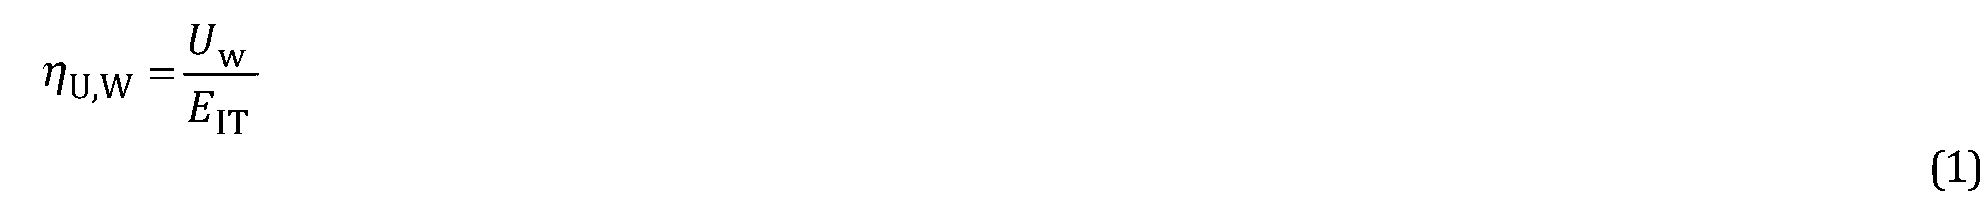 η_U,W = U_w / E_IT
(1)